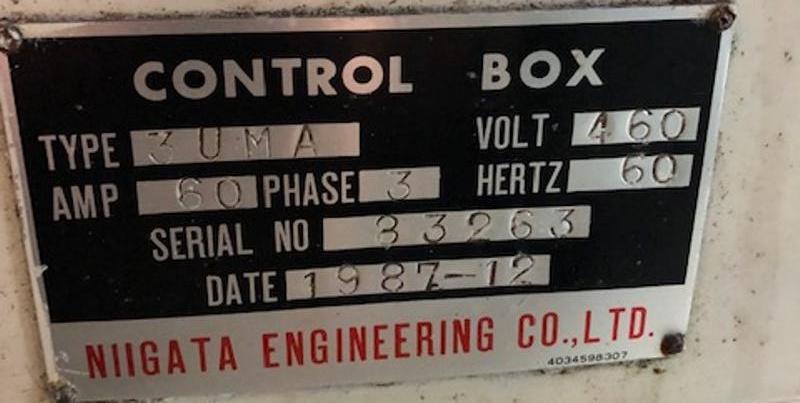 CONTROL BOX
TYPE 3UMA VOLT 460
AMP 60 PHASE 3 HERTZ 60
SERIAL NO 83263
DATE 1987-12
NIIGATA ENGINEERING CO.,LTD.
4034598307